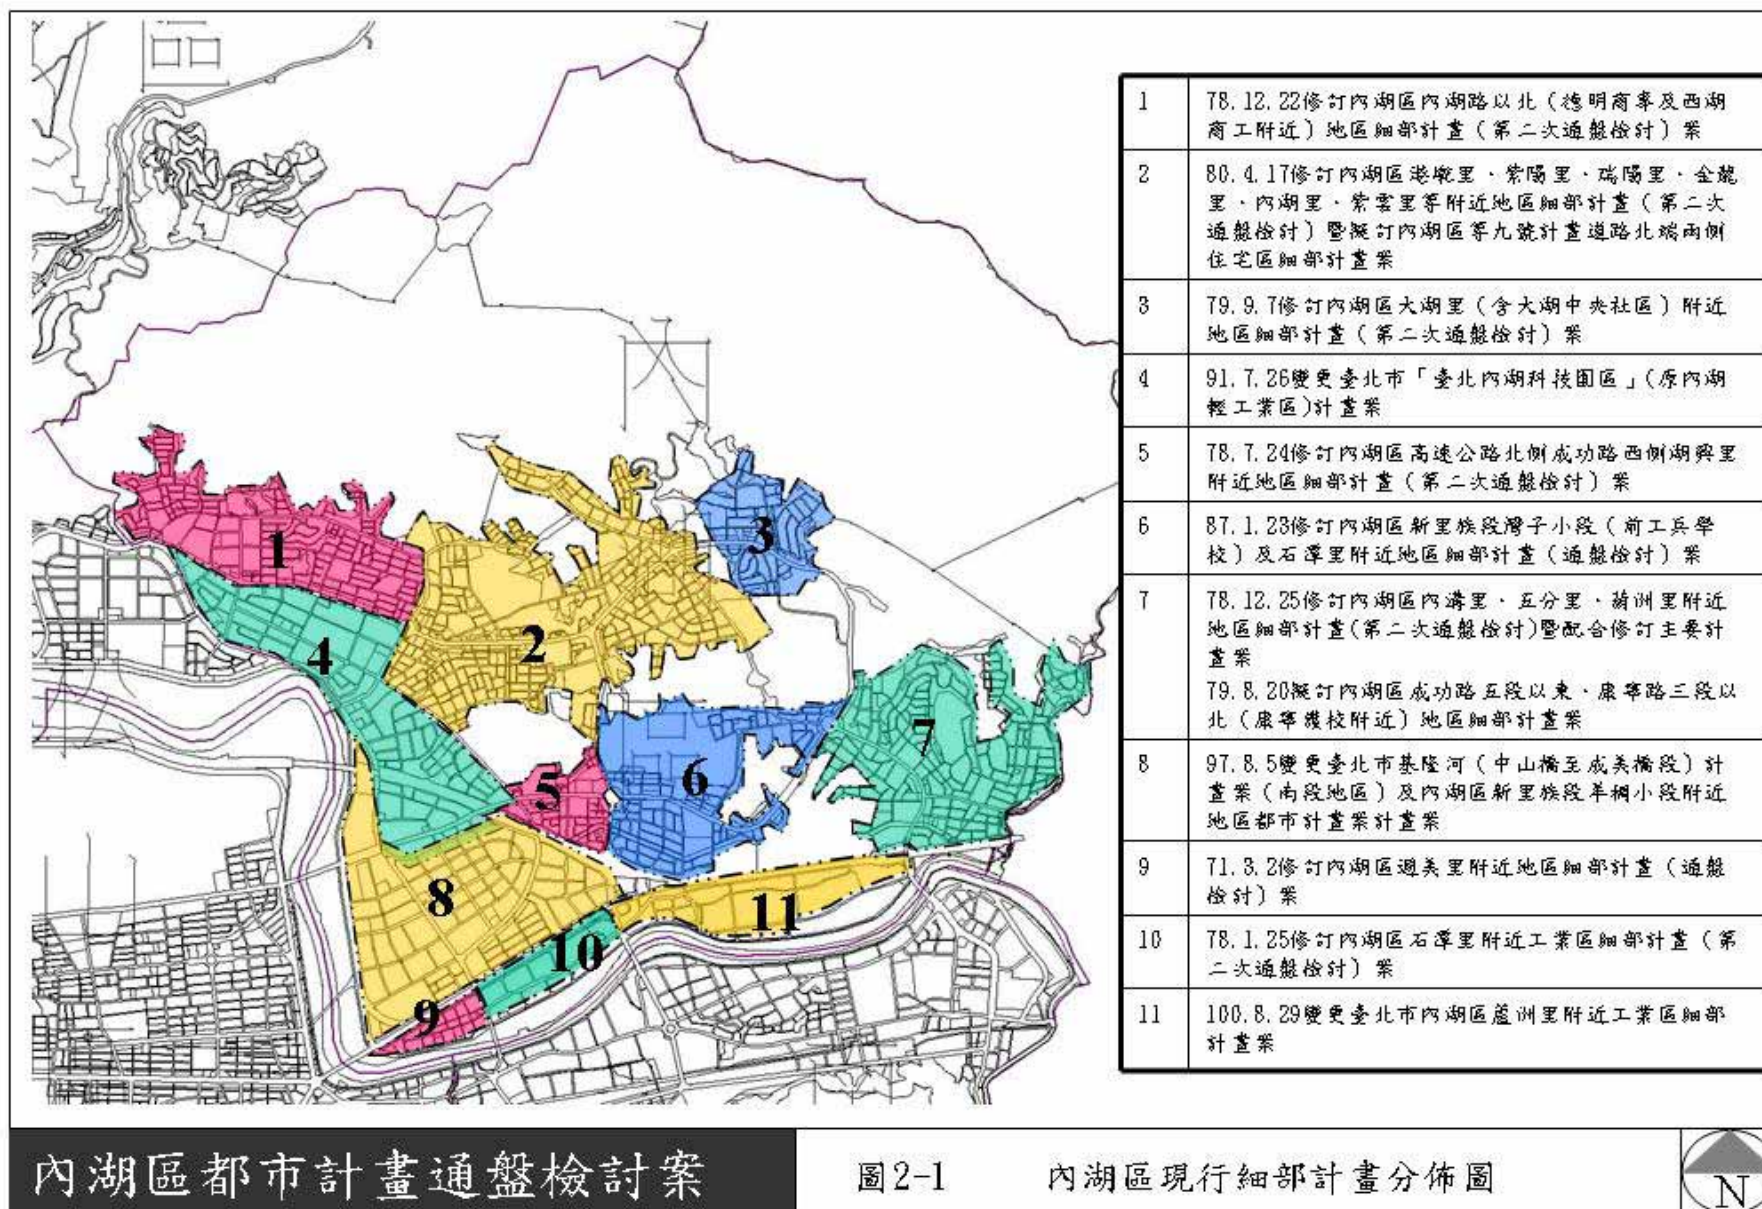 1
2
3
4
5
6
7
8
9
10
11
1 78.12.22修訂內湖區內湖路以北（德明商專及西湖
商工附近）地區細部計畫（第二次通盤檢討）案
2 80.4.17修訂內湖區港墘里、紫陽里、瑞陽里、金龍
里、內湖里、紫雲里等附近地區細部計畫（第二次
通盤檢討）暨擬訂內湖區等九號計畫道路北端兩側
住宅區細部計畫案
3 79.9.7修訂內湖區大湖里（含大湖中央社區）附近
地區細部計畫（第二次通盤檢討）案
4 91.7.26變更臺北市「臺北內湖科技園區」(原內湖
輕工業區)計畫案
5 78.7.24修訂內湖區高速公路北側成功路西側湖興里
附近地區細部計畫（第二次通盤檢討）案
6 87.1.23修訂內湖區新里族段灣子小段（前工兵學
校）及石潭里附近地區細部計畫（通盤檢討）案
7 78.12.25修訂內湖區內溝里、五分里、葫洲里附近
地區細部計畫(第二次通盤檢討)暨配合修訂主要計
畫案
79.8.20擬訂內湖區成功路五段以東、康寧路三段以
北（康寧護校附近）地區細部計畫案
8 97.8.5變更臺北市基隆河（中山橋至成美橋段）計
畫案（南段地區）及內湖區新里族段羊稠小段附近
地區都市計畫案計畫案
9 71.3.2修訂內湖區週美里附近地區細部計畫（通盤
檢討）案
10 78.1.25修訂內湖區石潭里附近工業區細部計畫（第
二次通盤檢討）案
11 100.8.29變更臺北市內湖區蘆洲里附近工業區細部
計畫案
內湖區都市計畫通盤檢討案
圖2-1 內湖區現行細部計畫分佈圖
N